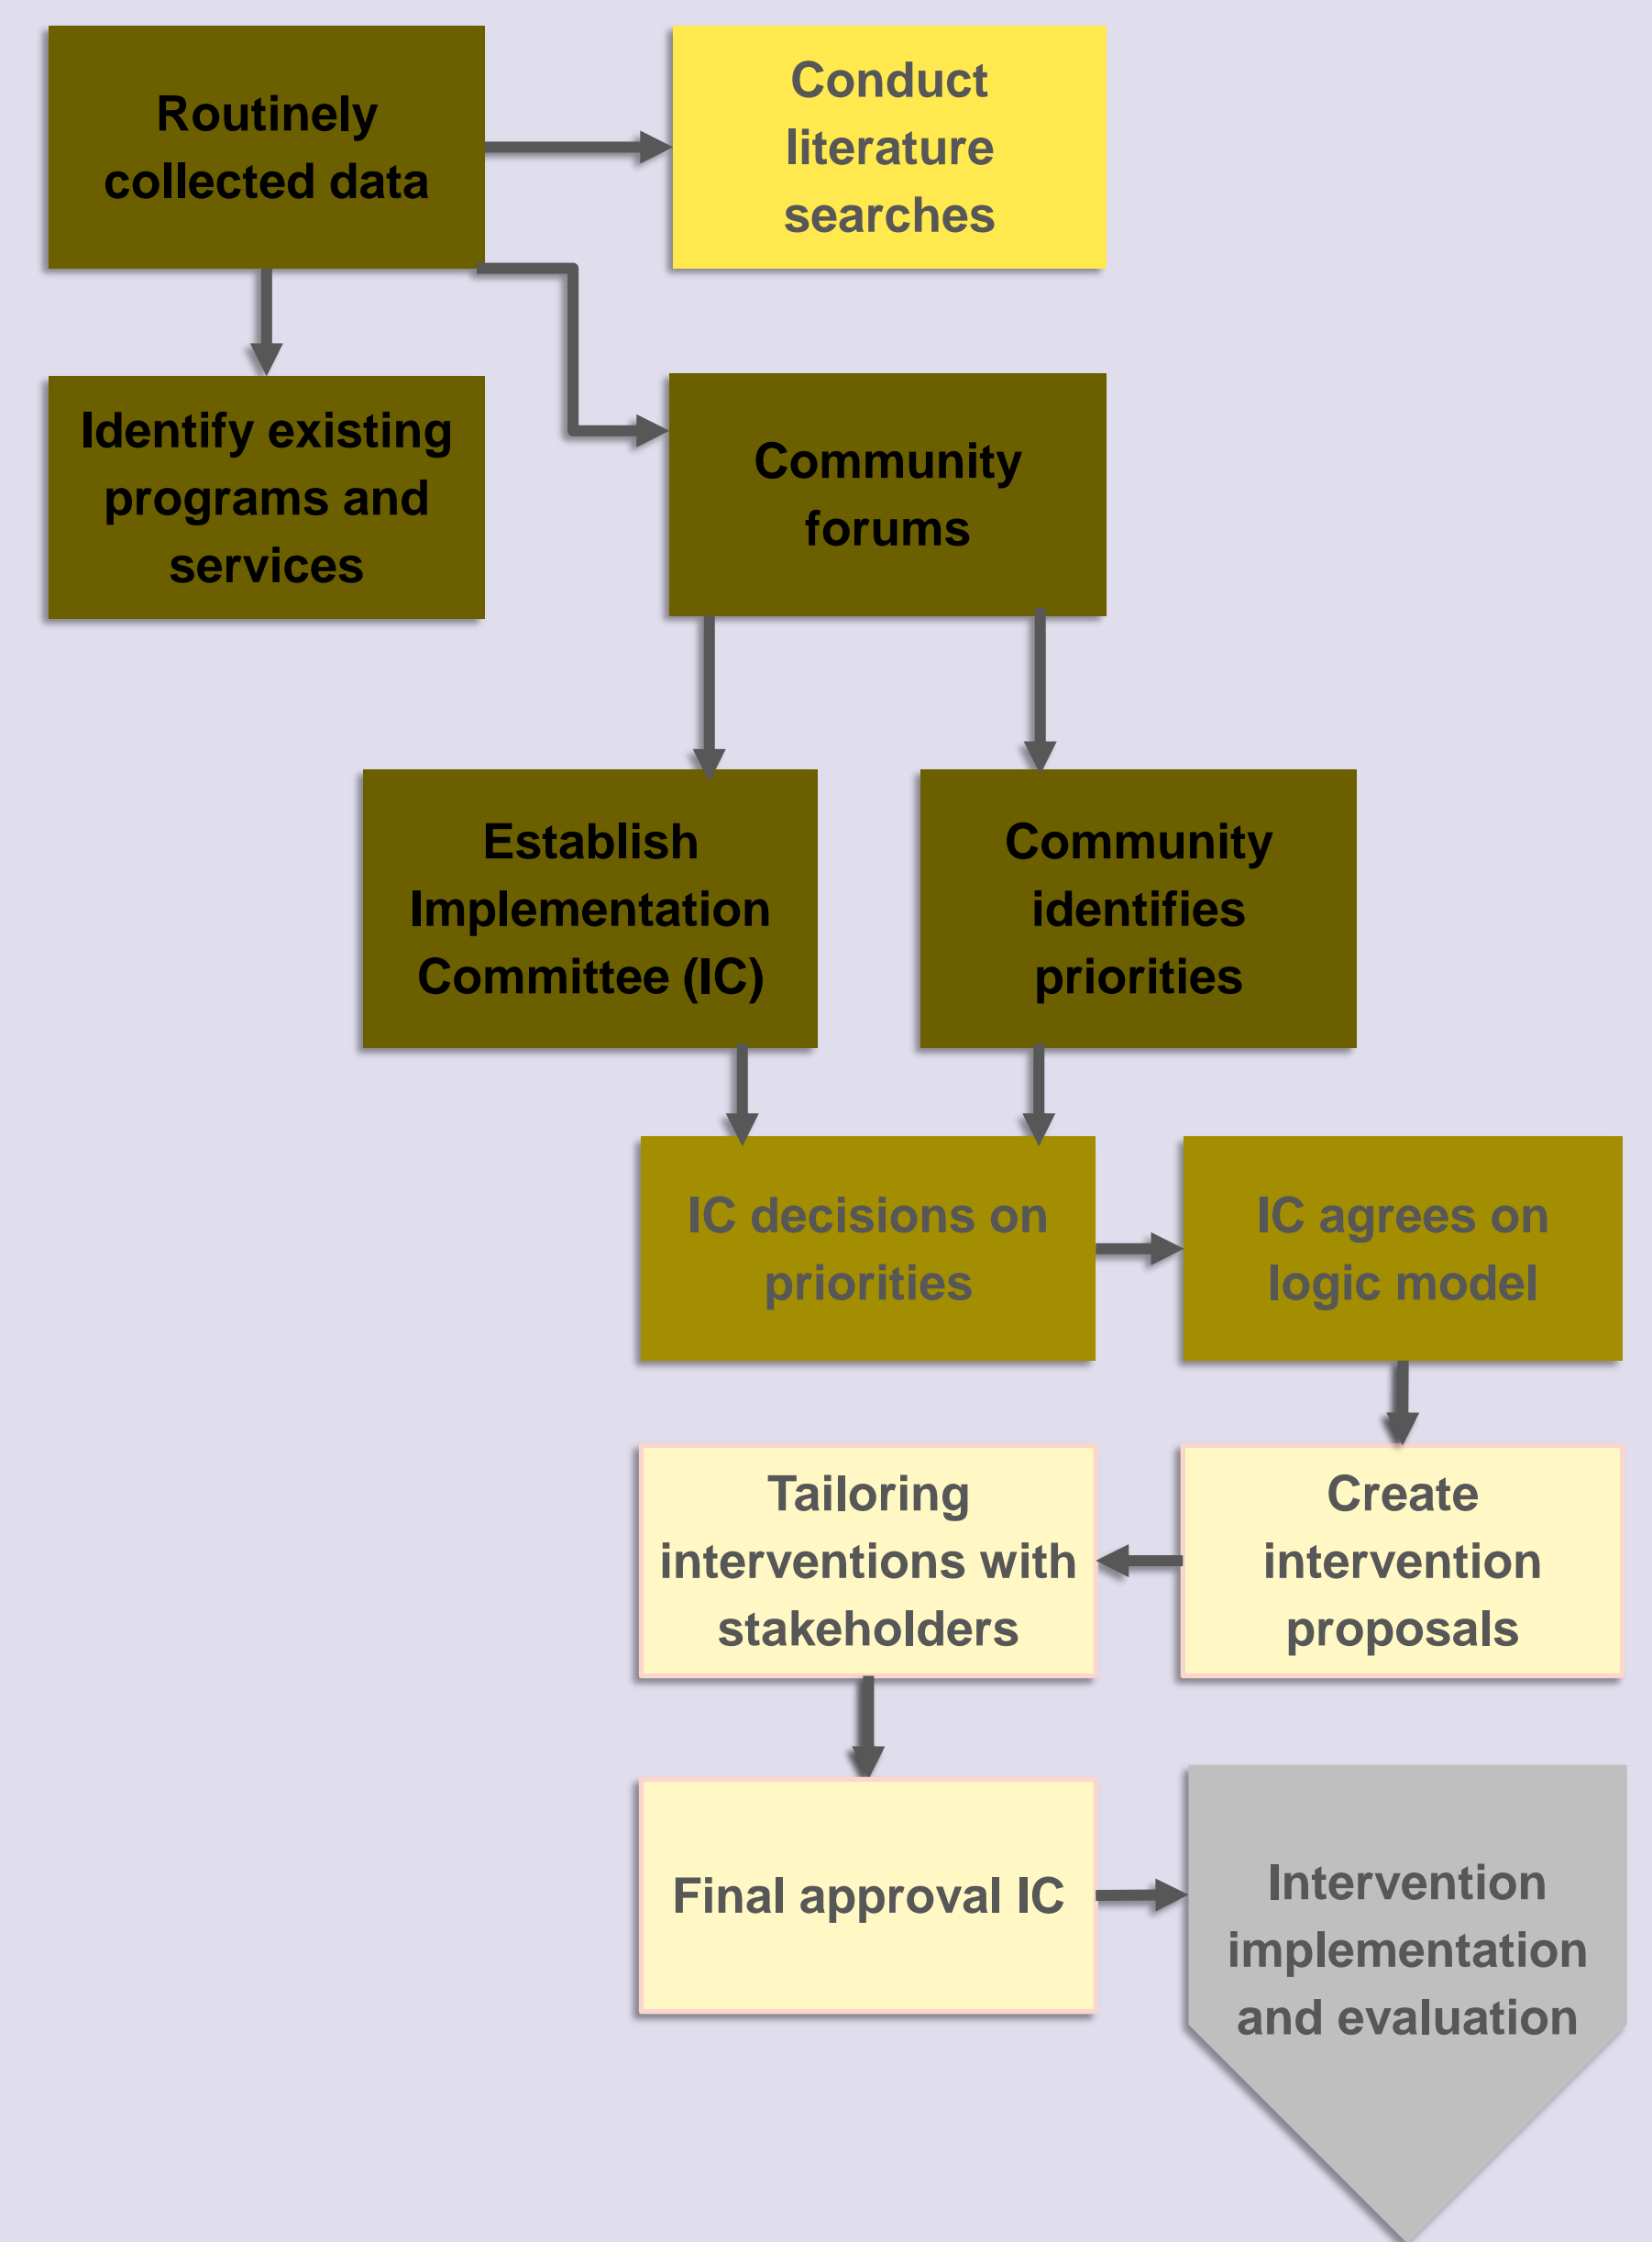 Routinely
collected data
Conduct
literature
searches
Identify existing
programs and
services
Community
forums
Establish
Implementation
Committee (IC)
Community
identifies
priorities
IC decisions on
priorities
IC agrees on
logic model
Tailoring
interventions with
stakeholders
Create
intervention
proposals
Final approval IC
Intervention
implementation
and evaluation